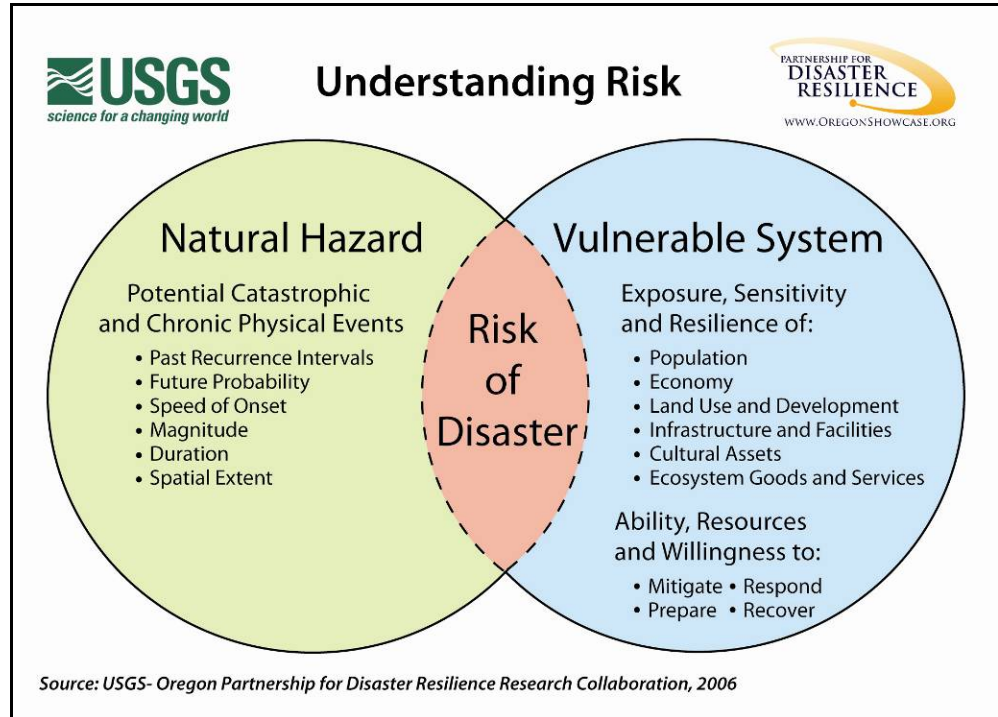 USGS
science for a changing world
Understanding Risk
PARTNERSHIP FOR
DISASTER
RESILIENCE
WWW.OREGONSHOWCASE.ORG
Natural Hazard
Potential Catastrophic
and Chronic Physical Events
• Past Recurrence Intervals
• Future Probability
• Speed of Onset
• Magnitude
• Duration
• Spatial Extent
Risk
of
Disaster
Vulnerable System
Exposure, Sensitivity
and Resilience of:
• Population
• Economy
• Land Use and Development
• Infrastructure and Facilities
• Cultural Assets
• Ecosystem Goods and Services
Ability, Resources
and Willingness to:
• Mitigate • Respond
• Prepare • Recover
Source: USGS- Oregon Partnership for Disaster Resilience Research Collaboration, 2006